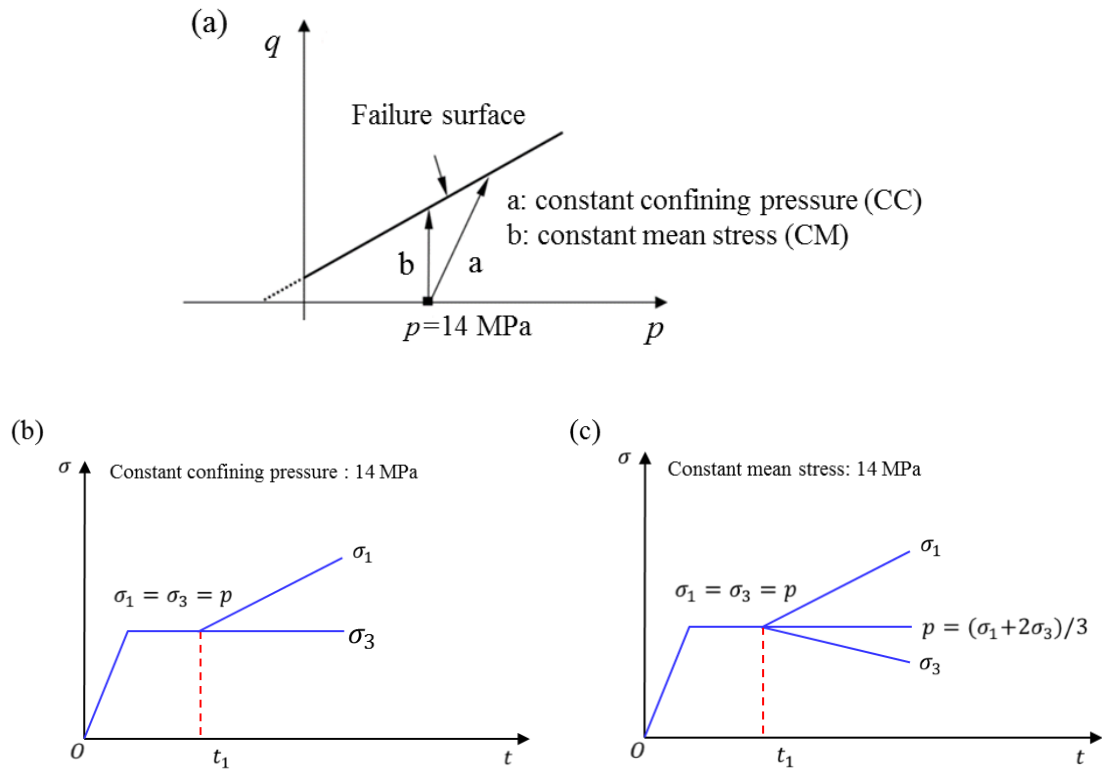 (a)
q
Failure surface
a: constant confining pressure (CC)
b: constant mean stress (CM)
b
a
p=14 MPa
p
(b)
σ
Constant confining pressure : 14 MPa
σ₁
σ₁ = σ₃ = p
σ₃
O
t₁
t
(c)
σ
Constant mean stress: 14 MPa
σ₁
σ₁ = σ₃ = p
p = (σ₁+2σ₃)/3
σ₃
O
t₁
t